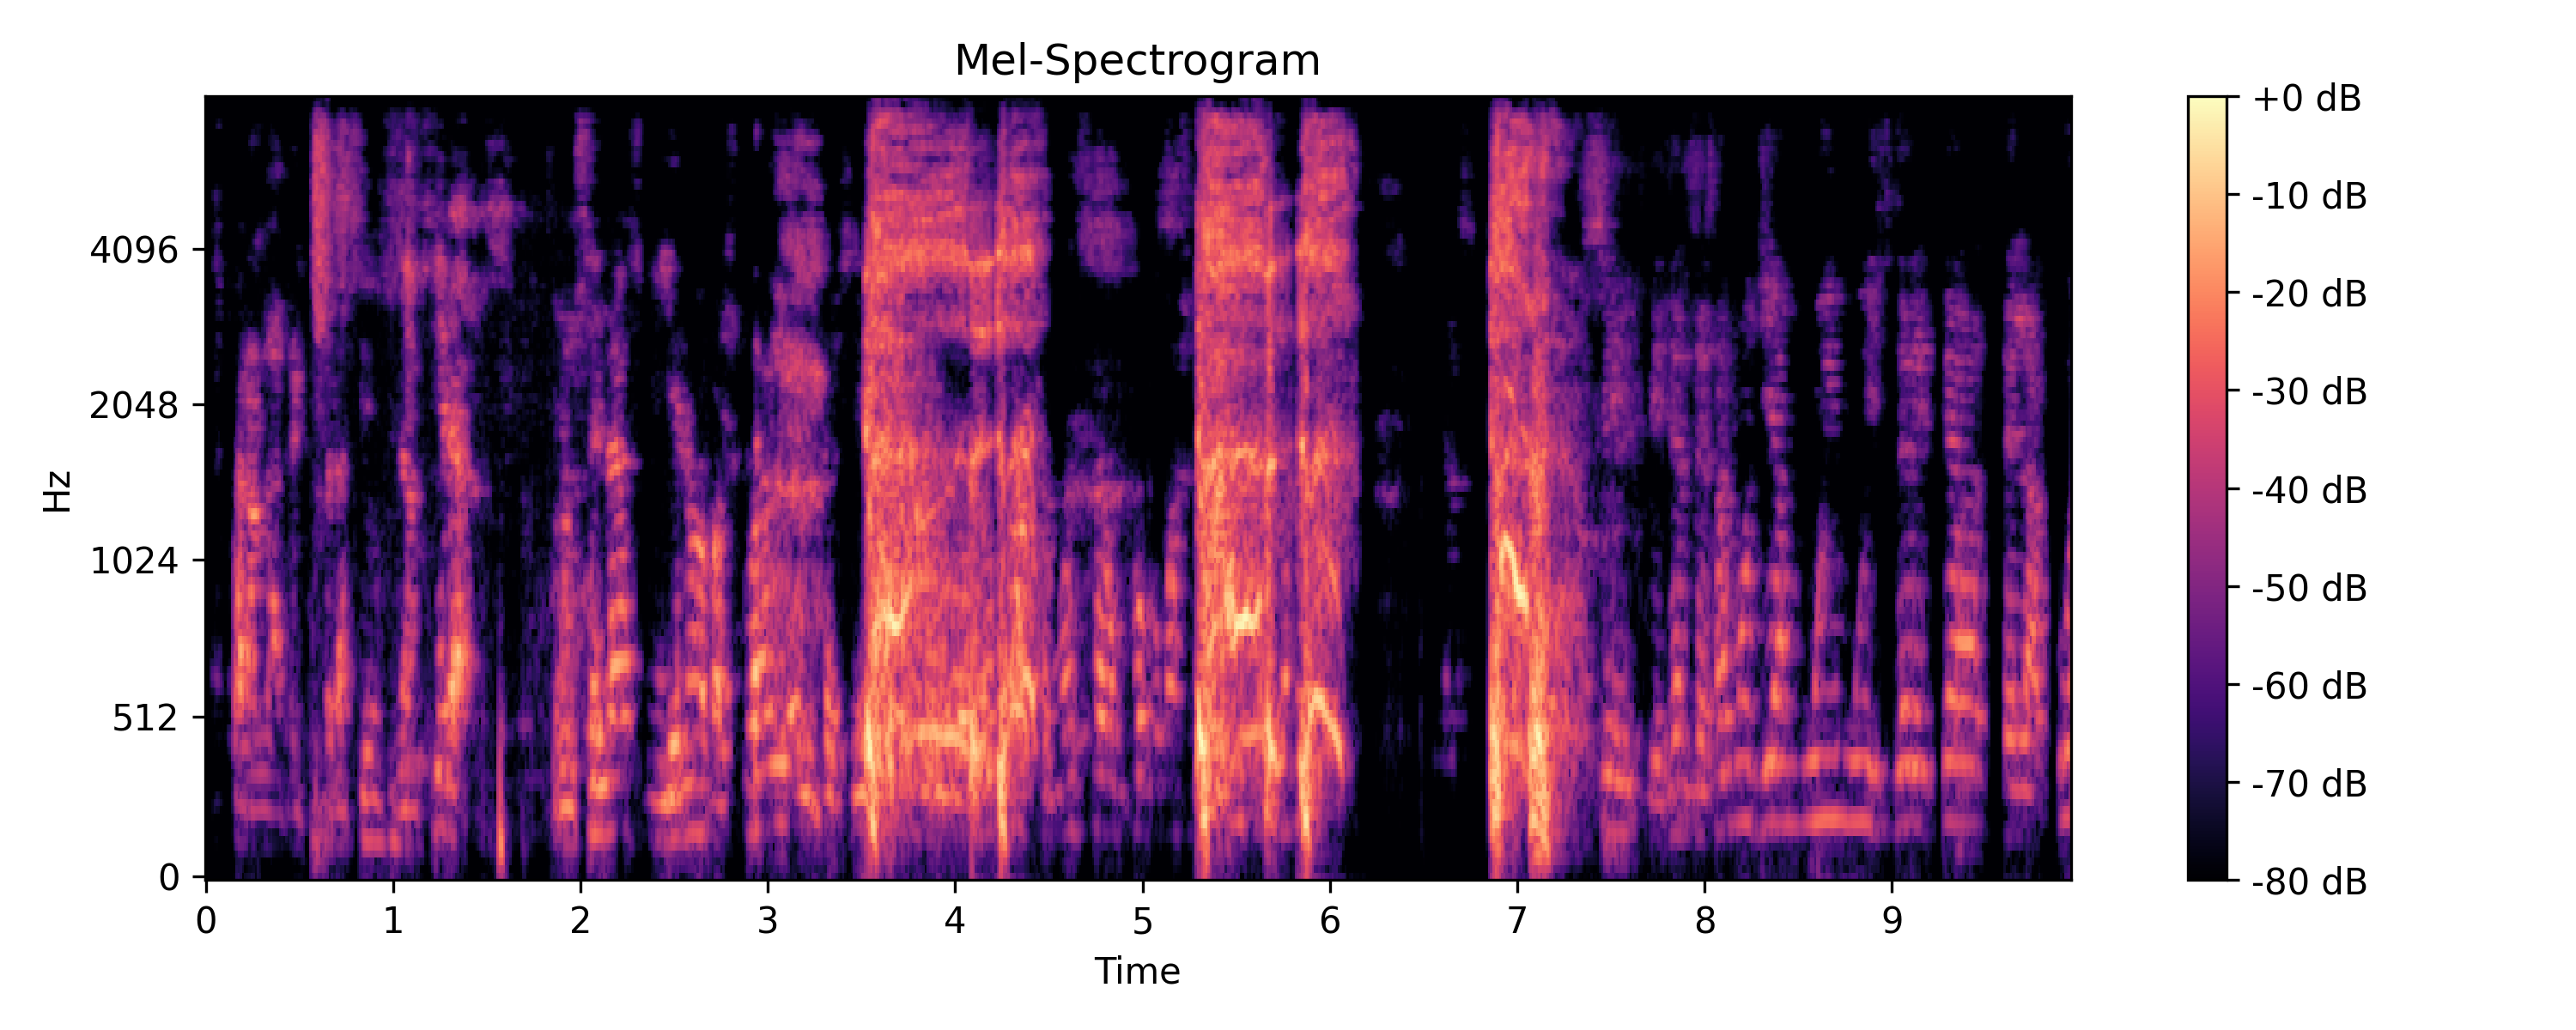 Mel-Spectrogram
+0 dB
-10 dB
-20 dB
-30 dB
-40 dB
-50 dB
-60 dB
-70 dB
-80 dB
Hz
4096
2048
1024
512
0
0 1 2 3 4 5 6 7 8 9
Time